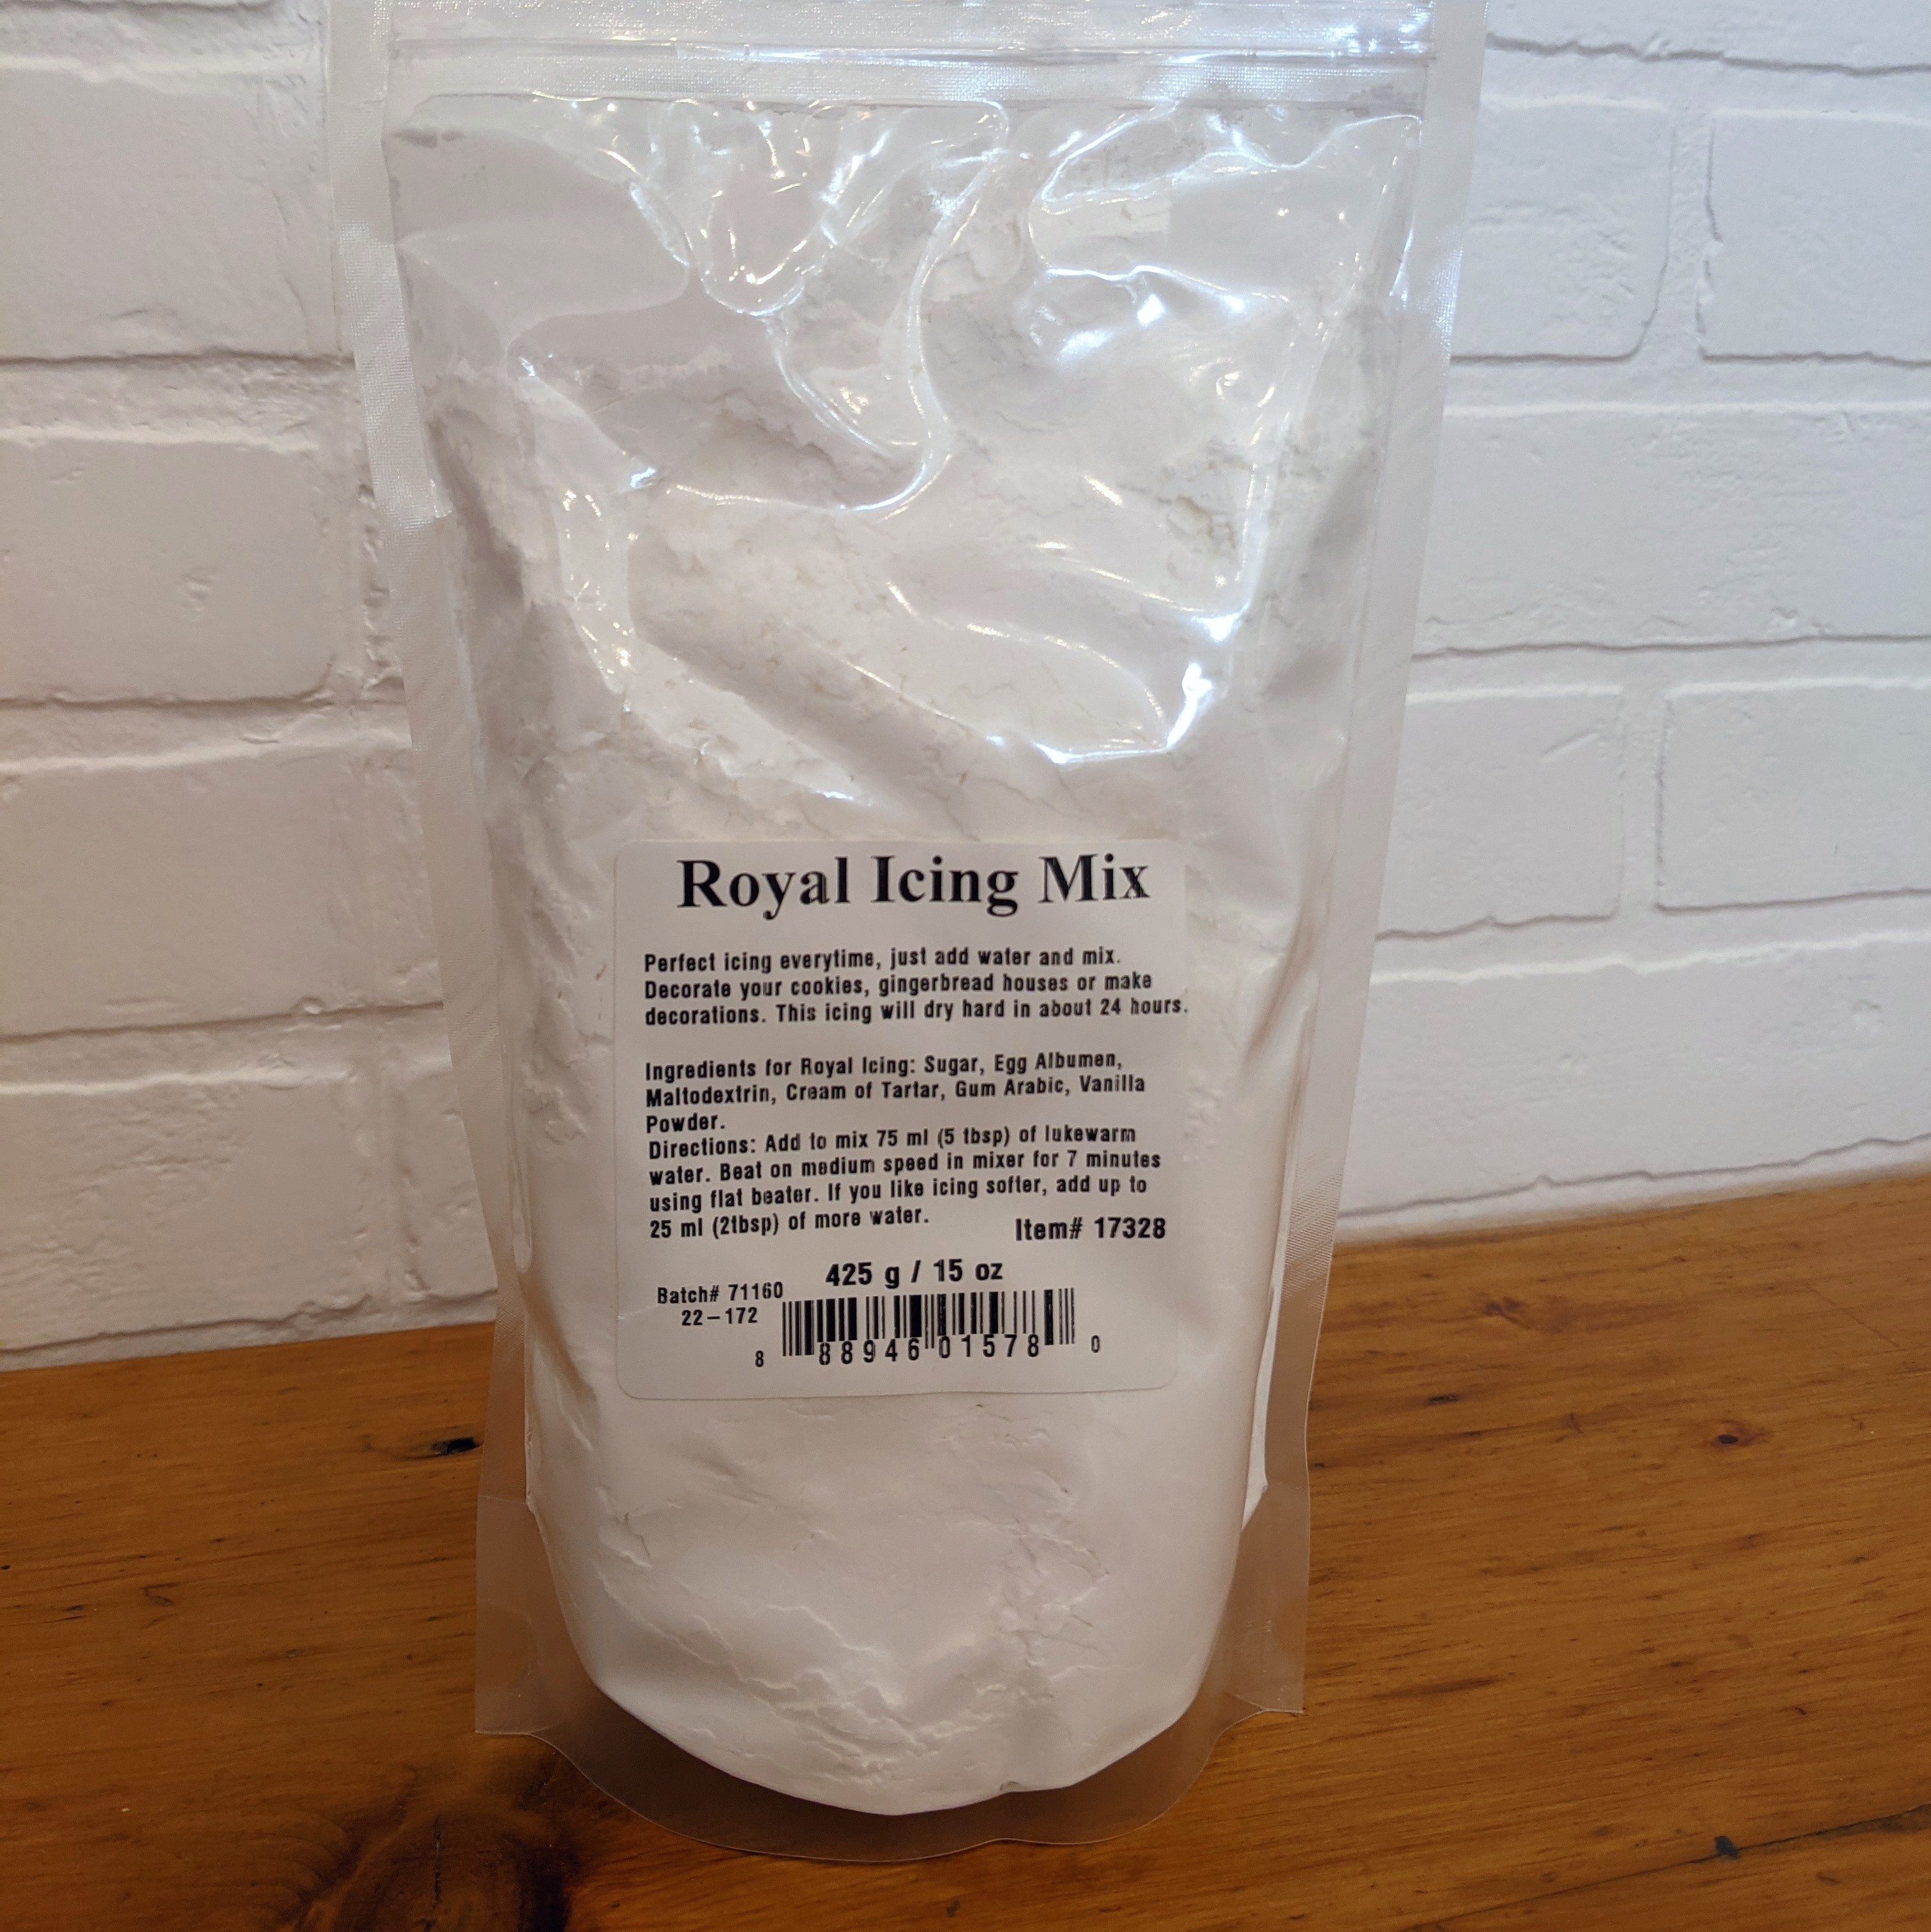 Royal Icing Mix
Perfect icing everytime, just add water and mix.
Decorate your cookies, gingerbread houses or make
decorations. This icing will dry hard in about 24 hours.
Ingredients for Royal Icing: Sugar, Egg Albumen,
Maltodextrin, Cream of Tartar, Gum Arabic, Vanilla
Powder.
Directions: Add to mix 75 ml (5 tbsp) of lukewarm
water. Beat on medium speed in mixer for 7 minutes
using flat beater. If you like icing softer, add up to
25 ml (2tbsp) of more water.
Item# 17328
425 g / 15 oz
Batch# 71160
22-172
8 88946 01578 0